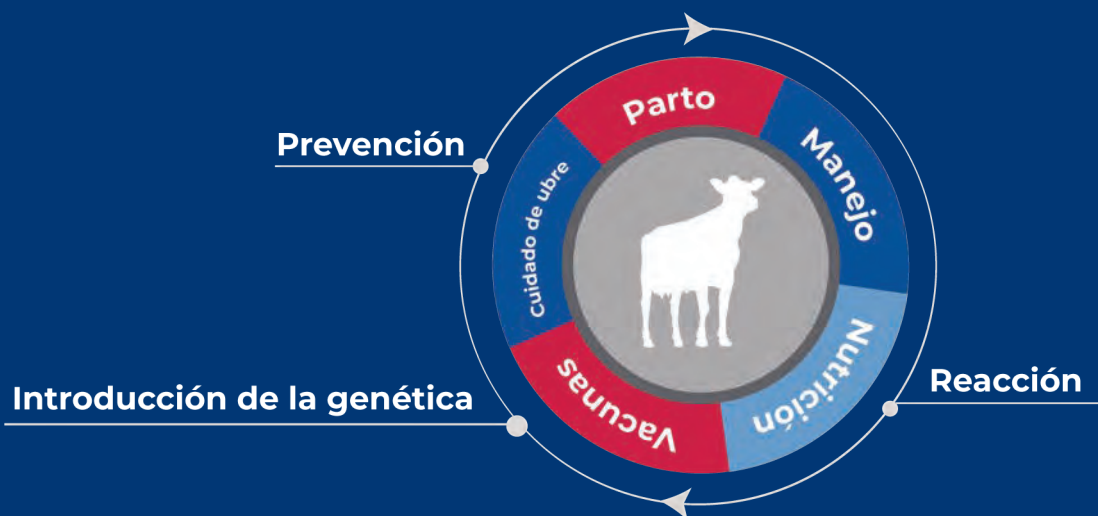 Parto
Prevención
Manejo
Cuidado de ubre
Nutrición
Reacción
Introducción de la genética
Vacunas